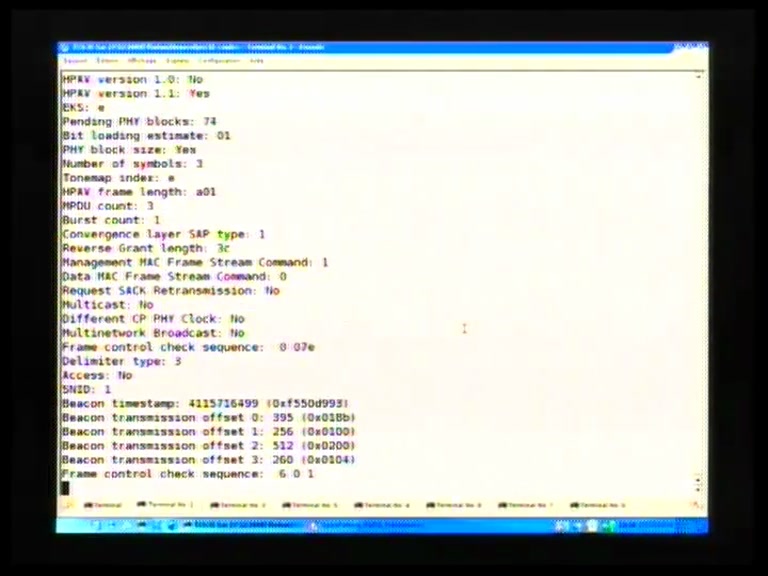 HPAV version 1.0: No
HPAV version 1.1: Yes
EKS: e
Pending PHY blocks: 74
Bit loading estimate: 01
PHY block size: Yes
Number of symbols: 3
Tonemap index: e
HPAV frame length: a01
MPDU count: 3
Burst count: 1
Convergence layer SAP type: 1
Reverse Grant length: 3c
Management MAC Frame Stream Command: 1
Data MAC Frame Stream Command: 0
Request SACK Retransmission: No
Multicast: No
Different CP PHY Clock: No
Multinetwork Broadcast: No
Frame control check sequence:  0 07e
Delimiter type: 3
Access: No
SNID: 1
Beacon timestamp: 4115716499 (0xf550d993)
Beacon transmission offset 0: 395 (0x018b)
Beacon transmission offset 1: 256 (0x0100)
Beacon transmission offset 2: 512 (0x0200)
Beacon transmission offset 3: 260 (0x0104)
Frame control check sequence:  6 0 1